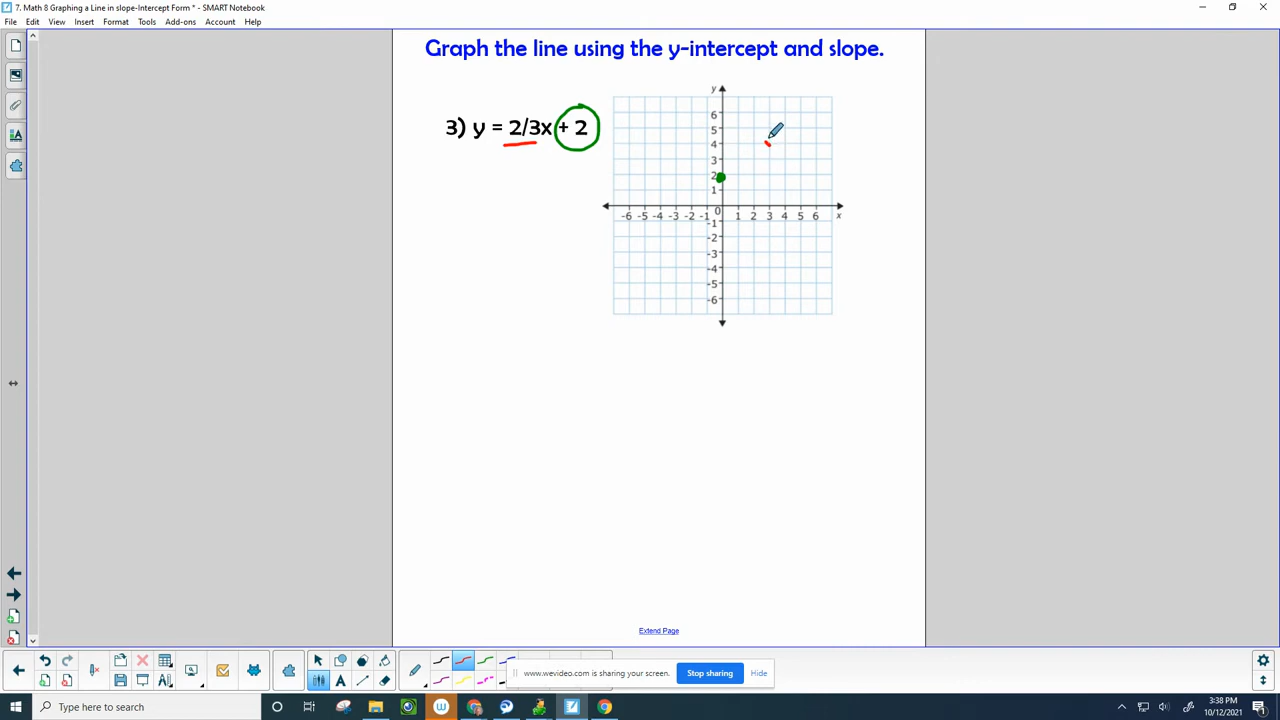 7. Math 8 Graphing a Line in slope-Intercept Form * - SMART Notebook
File Edit View Insert Format Tools Add-ons Account Help
Graph the line using the y-intercept and slope.
3) y = 2/3x + 2
y
6
5
4
3
2
1
-6 -5 -4 -3 -2 -1 0 1 2 3 4 5 6 x
-1
-2
-3
-4
-5
-6
Extend Page
www.wevideo.com is sharing your screen. Stop sharing Hide
Type here to search
3:38 PM
10/12/2021